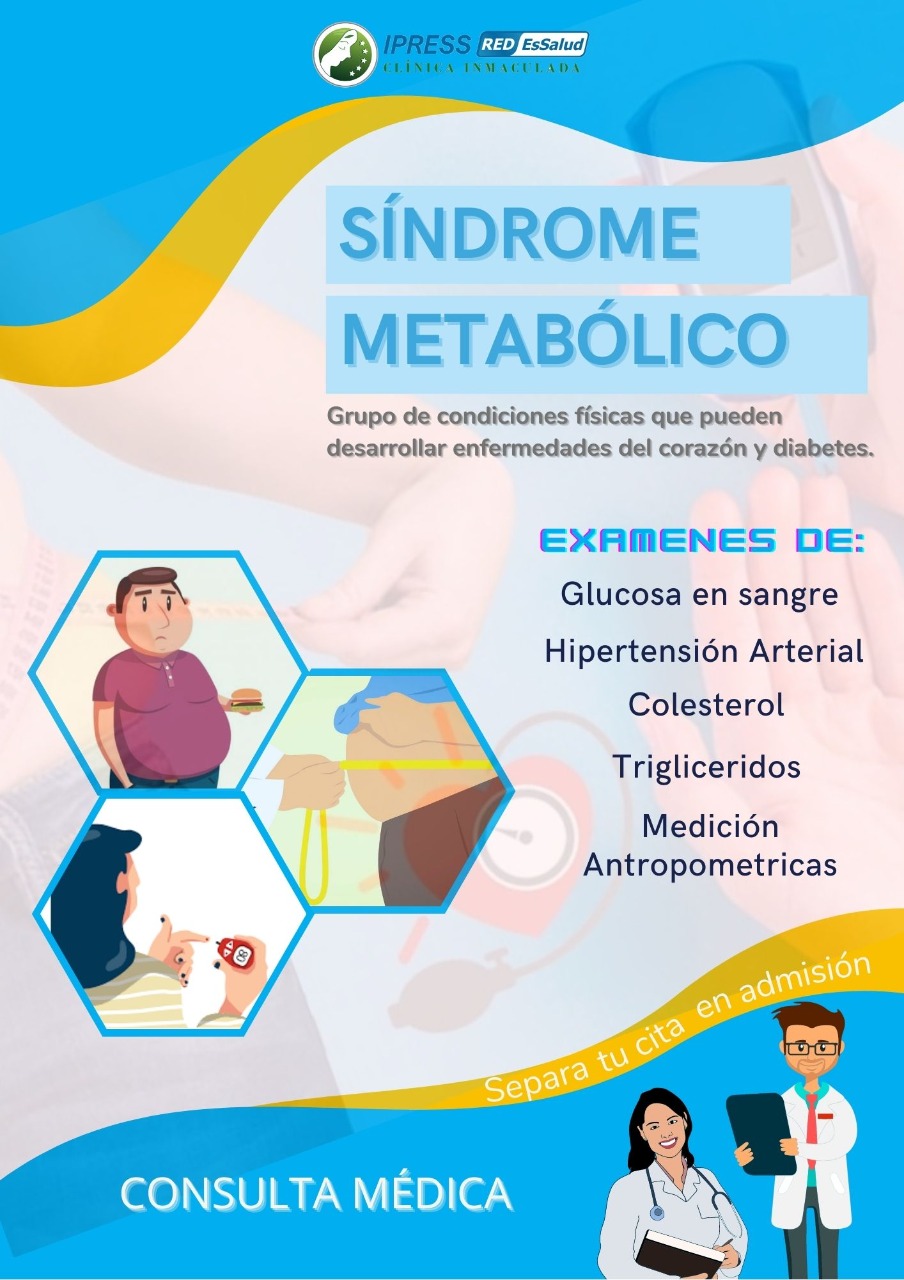 IPRESS RED EsSalud
CLÍNICA INMACULADA
SÍNDROME
METABÓLICO
Grupo de condiciones físicas que pueden
desarrollar enfermedades del corazón y diabetes.
EXAMENES DE:
Glucosa en sangre
Hipertensión Arterial
Colesterol
Trigliceridos
Medición
Antropometricas
Separa tu cita en admisión
CONSULTA MÉDICA